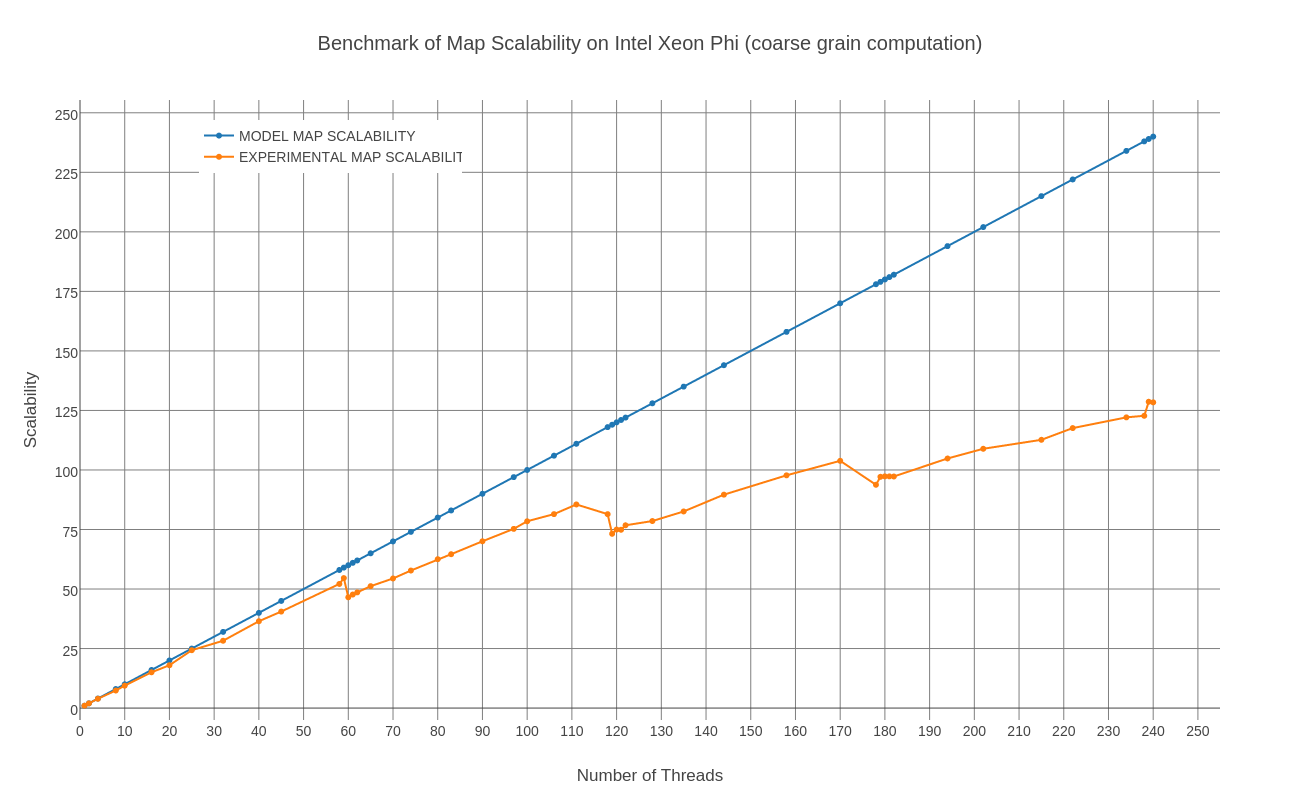 Benchmark of Map Scalability on Intel Xeon Phi (coarse grain computation)
MODEL MAP SCALABILITY
EXPERIMENTAL MAP SCALABILIT
250
225
200
175
150
125
100
75
50
25
0
Scalability
0 10 20 30 40 50 60 70 80 90 100 110 120 130 140 150 160 170 180 190 200 210 220 230 240 250
Number of Threads